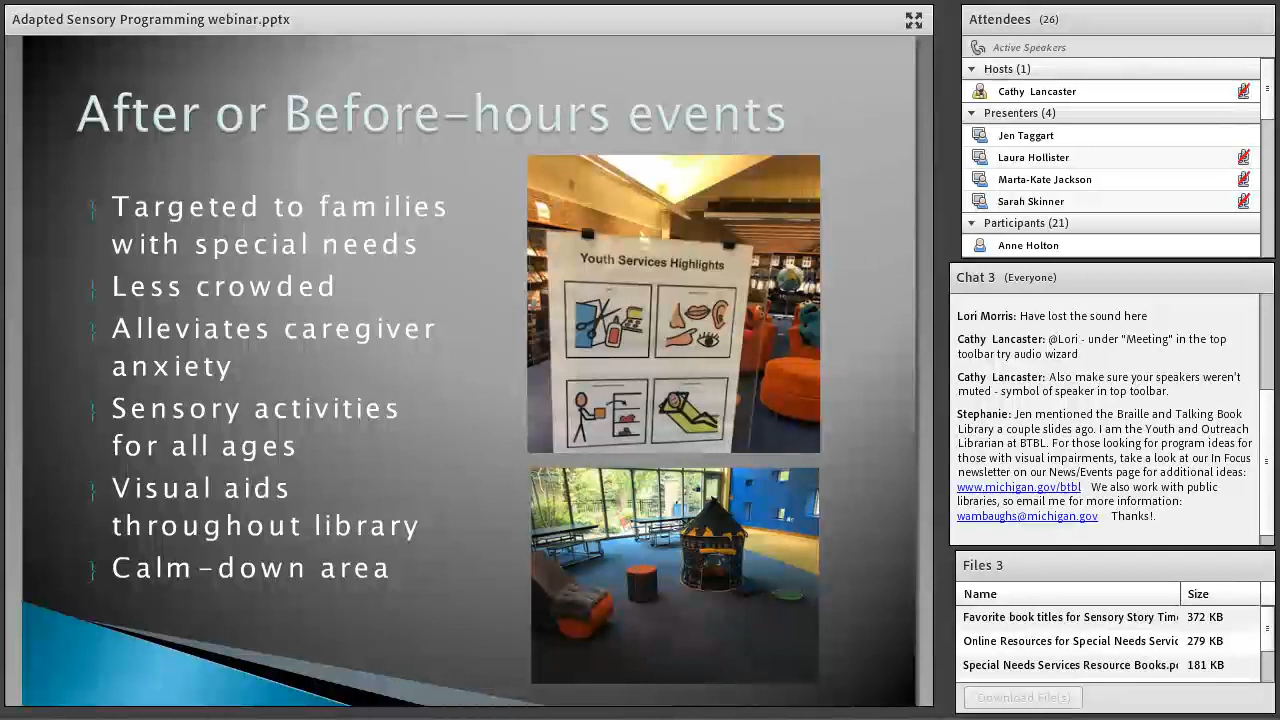 Adapted Sensory Programming webinar.pptx
After or Before-hours events
Targeted to families
with special needs
Less crowded
Alleviates caregiver
anxiety
Sensory activities
for all ages
Visual aids
throughout library
Calm-down area
Youth Services Highlights
Attendees (26)
Active Speakers
Hosts (1)
Cathy Lancaster
Presenters (4)
Jen Taggart
Laura Hollister
Marta-Kate Jackson
Sarah Skinner
Participants (21)
Anne Holton
Chat 3 (Everyone)
Lori Morris: Have lost the sound here
Cathy Lancaster: @Lori - under "Meeting" in the top
toolbar try audio wizard
Cathy Lancaster: Also make sure your speakers weren't
muted - symbol of speaker in top toolbar.
Stephanie: Jen mentioned the Braille and Talking Book
Library a couple slides ago. I am the Youth and Outreach
Librarian at BTBL. For those looking for program ideas for
those with visual impairments, take a look at our In Focus
newsletter on our News/Events page for additional ideas:
www.michigan.gov/btbl We also work with public
libraries, so email me for more information:
wambaughs@michigan.gov Thanks!
Files 3
Name Size
Favorite book titles for Sensory Story Tim 372 KB
Online Resources for Special Needs Servic 279 KB
Special Needs Services Resource Books.p 181 KB
Download File(s)